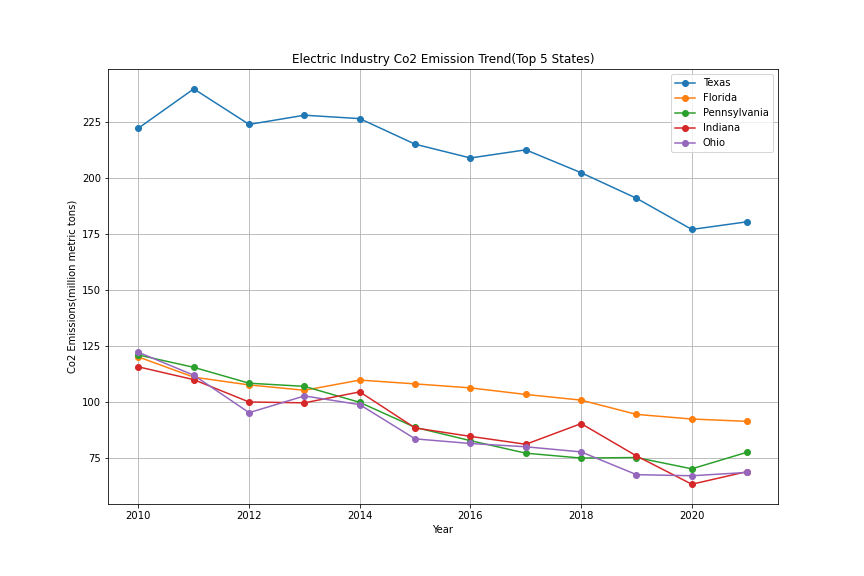 Electric Industry Co2 Emission Trend(Top 5 States)
Texas
Florida
Pennsylvania
Indiana
Ohio
Co2 Emissions(million metric tons)
225
200
175
150
125
100
75
2010 2012 2014 2016 2018 2020
Year